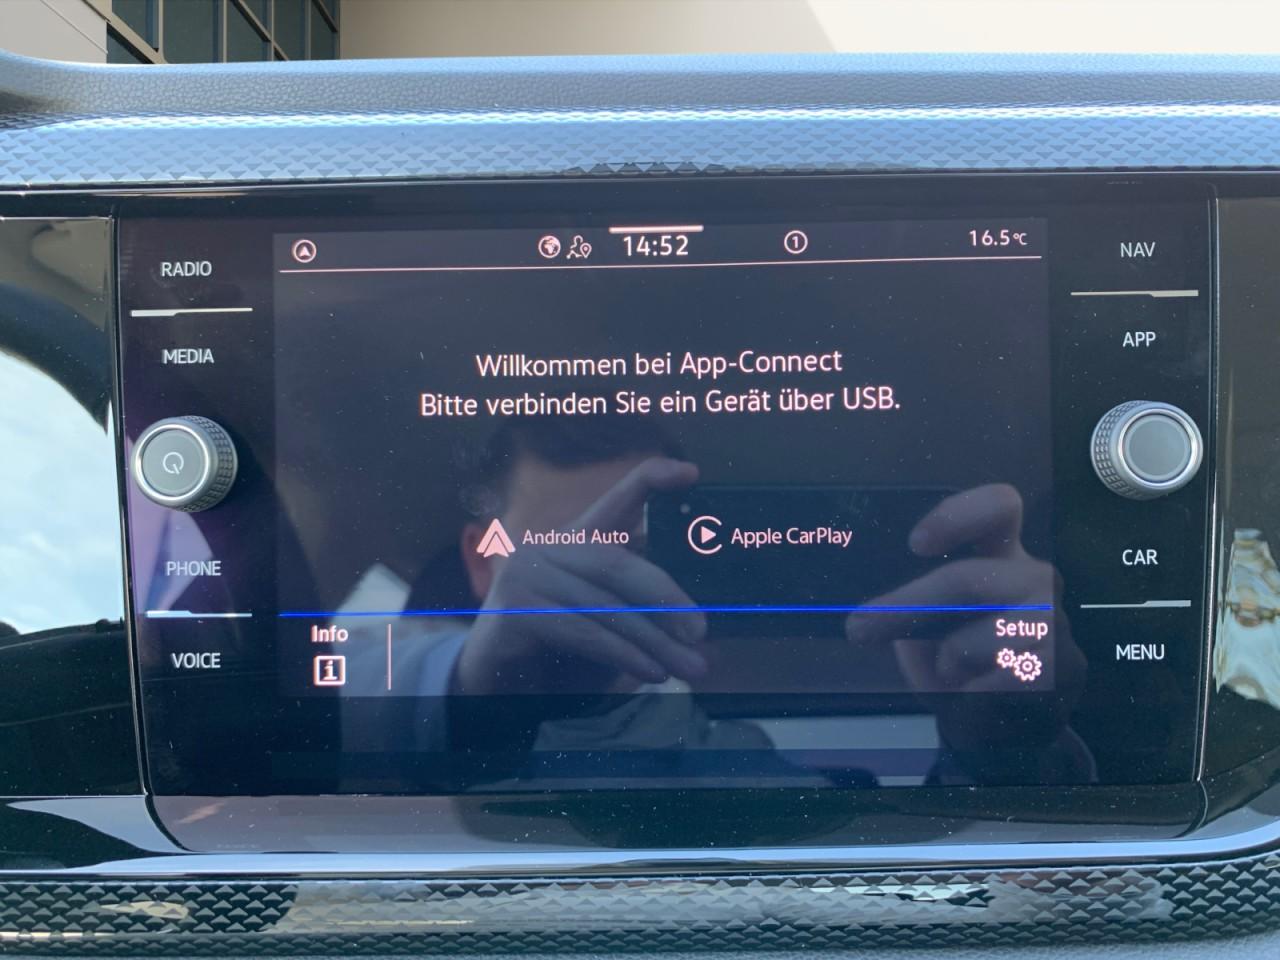 RADIO
MEDIA
PHONE
VOICE
14:52
1
16.5°C
Willkommen bei App-Connect
Bitte verbinden Sie ein Gerät über USB.
Android Auto
Apple CarPlay
Info
i
Setup
NAV
APP
CAR
MENU